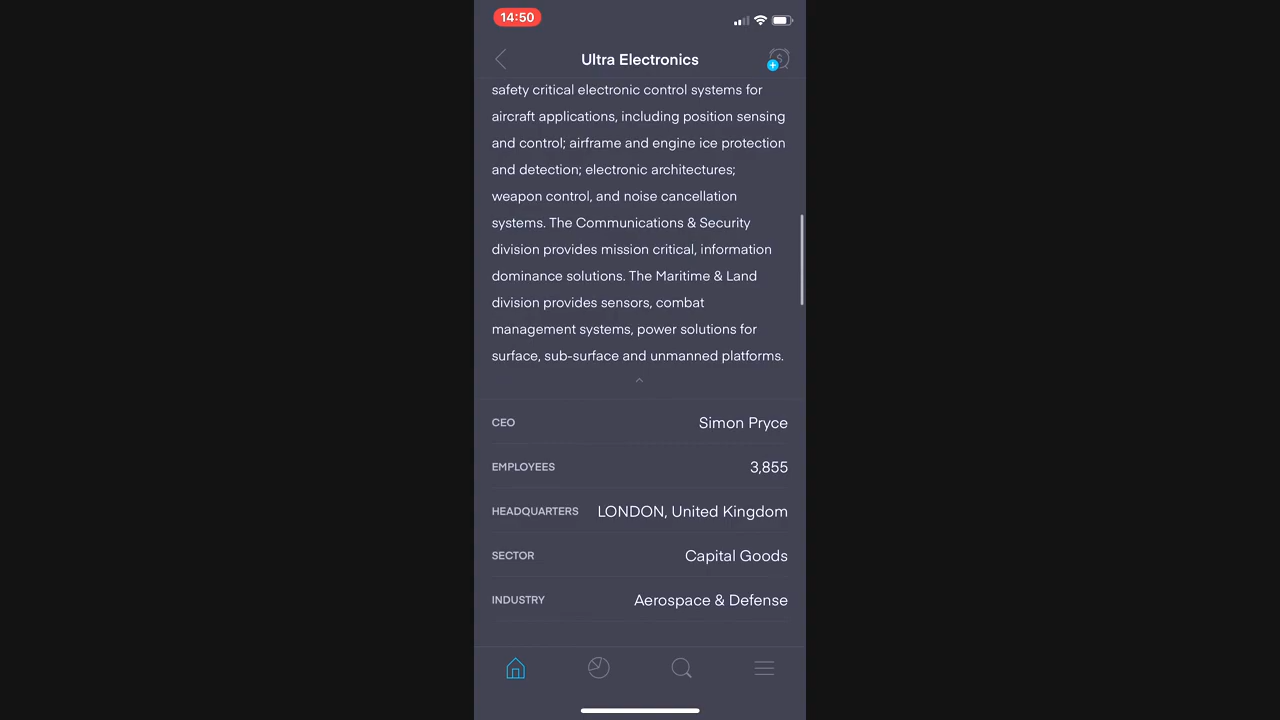 14:50
Ultra Electronics
safety critical electronic control systems for
aircraft applications, including position sensing
and control; airframe and engine ice protection
and detection; electronic architectures;
weapon control, and noise cancellation
systems. The Communications & Security
division provides mission critical, information
dominance solutions. The Maritime & Land
division provides sensors, combat
management systems, power solutions for
surface, sub-surface and unmanned platforms.
CEO Simon Pryce
EMPLOYEES 3,855
HEADQUARTERS LONDON, United Kingdom
SECTOR Capital Goods
INDUSTRY Aerospace & Defense